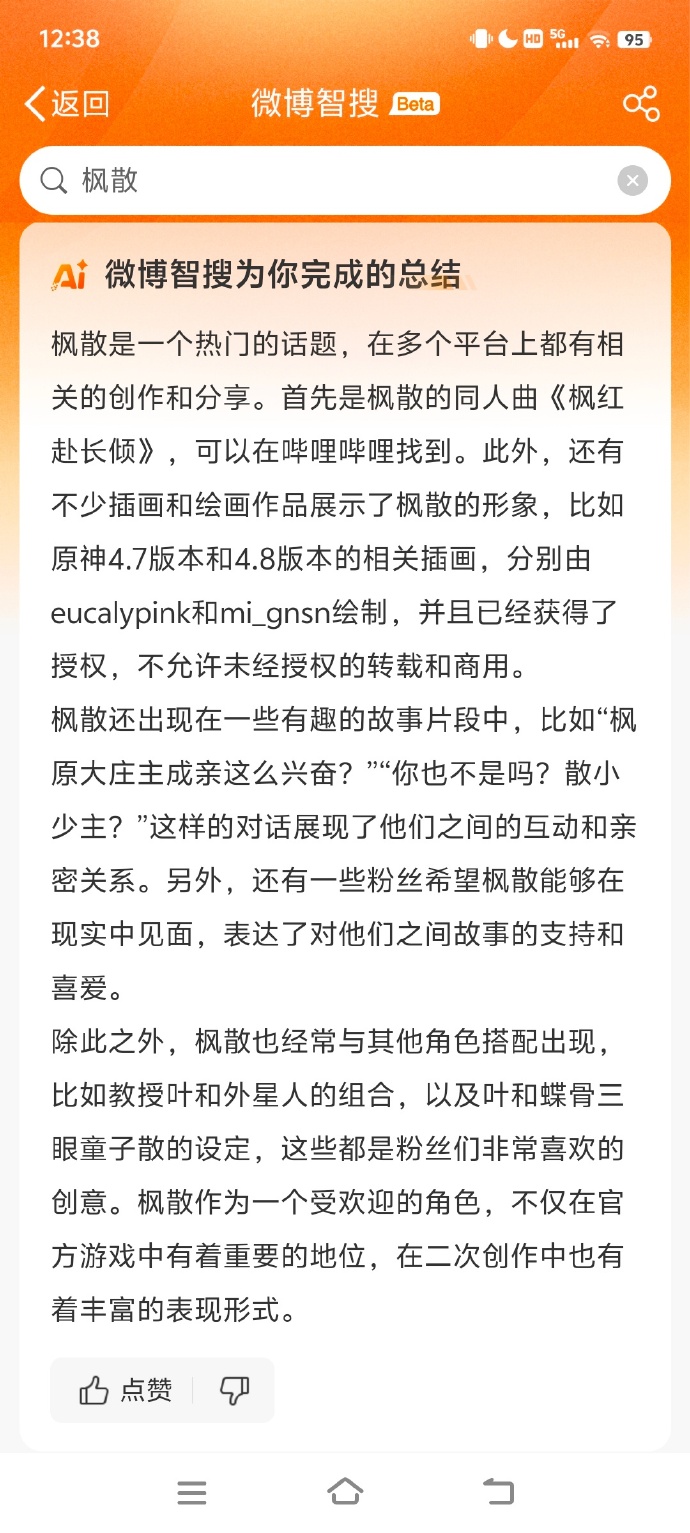 12:38
HD 5G 95
返回
微博智搜 Beta
枫散
Ai 微博智搜为你完成的总结
枫散是一个热门的话题，在多个平台上都有相
关的创作和分享。首先是枫散的同人曲《枫红
赴长倾》，可以在哔哩哔哩找到。此外，还有
不少插画和绘画作品展示了枫散的形象，比如
原神4.7版本和4.8版本的相关插画，分别由
eucalypink和mi_gnsn绘制，并且已经获得了
授权，不允许未经授权的转载和商用。
枫散还出现在一些有趣的故事片段中，比如“枫
原大庄主成亲这么兴奋？”“你也不是吗？散小
少主？”这样的对话展现了他们之间的互动和亲
密关系。另外，还有一些粉丝希望枫散能够在
现实中见面，表达了对他们之间故事的支持和
喜爱。
除此之外，枫散也经常与其他角色搭配出现，
比如教授叶和外星人的组合，以及叶和蝶骨三
眼童子散的设定，这些都是粉丝们非常喜欢的
创意。枫散作为一个受欢迎的角色，不仅在官
方游戏中有着重要的地位，在二次创作中也有
着丰富的表现形式。
点赞